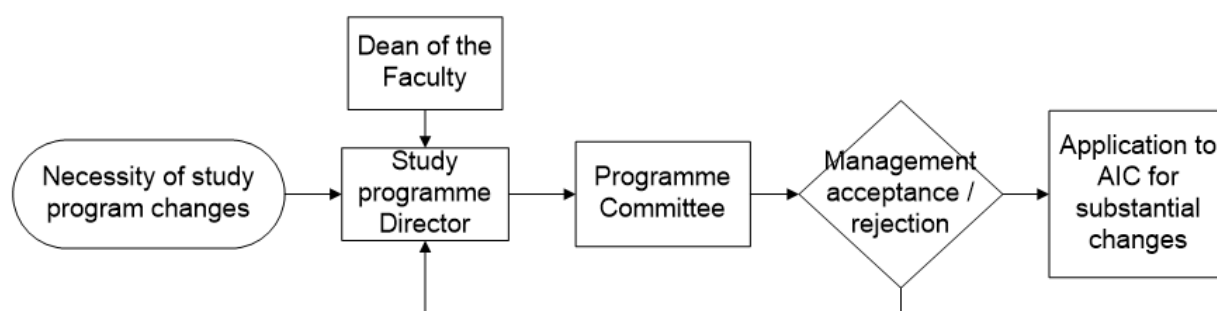 Dean of the
Faculty
Necessity of study
program changes
Study
programme
Director
Programme
Committee
Management
acceptance /
rejection
Application to
AIC for
substantial
changes